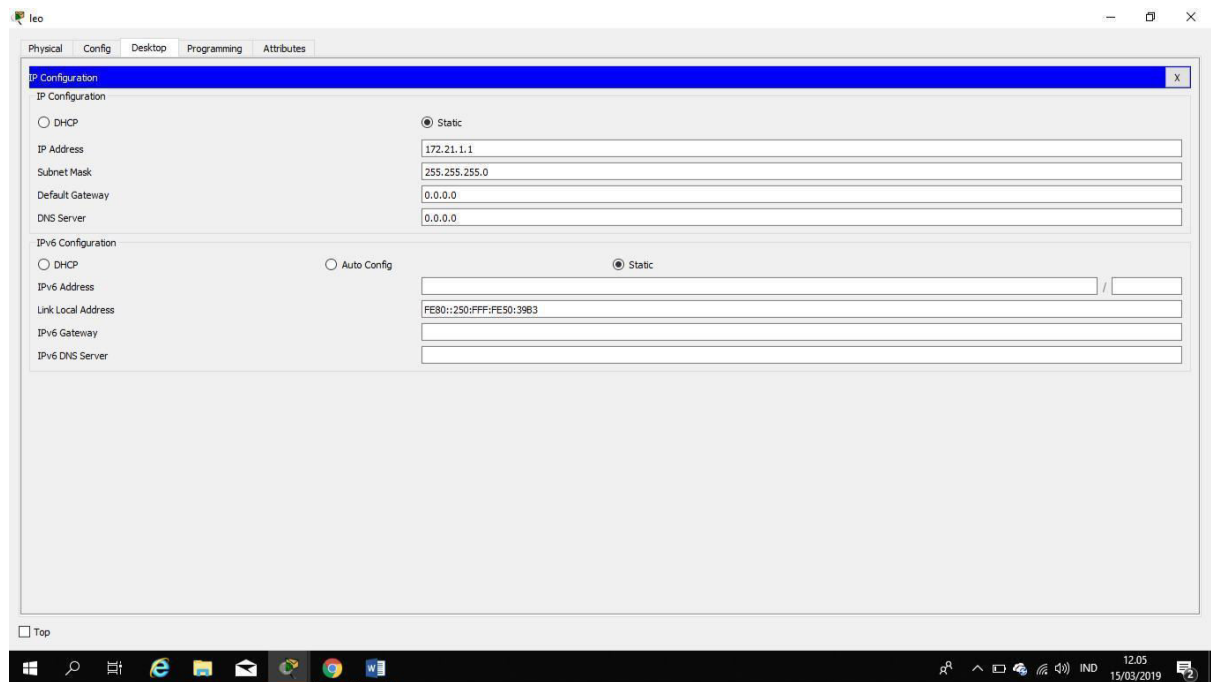 leo
Physical Config Desktop Programming Attributes
IP Configuration X
IP Configuration
DHCP Static
IP Address 172.21.1.1
Subnet Mask 255.255.255.0
Default Gateway 0.0.0.0
DNS Server 0.0.0.0
IPv6 Configuration
DHCP Auto Config Static
IPv6 Address /
Link Local Address FE80::250:FFF:FE50:39B3
IPv6 Gateway
IPv6 DNS Server
Top
IND 12.05
15/03/2019 2